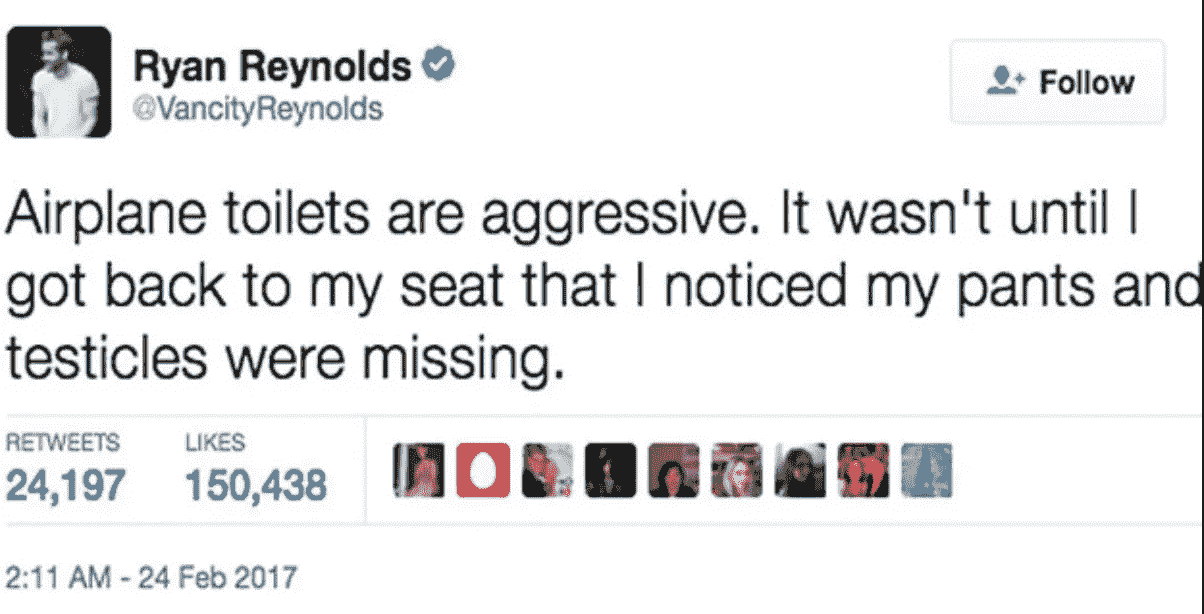 Ryan Reynolds
@VancityReynolds
Follow
Airplane toilets are aggressive. It wasn't until I
got back to my seat that I noticed my pants and
testicles were missing.
RETWEETS LIKES
24,197 150,438
2:11 AM - 24 Feb 2017